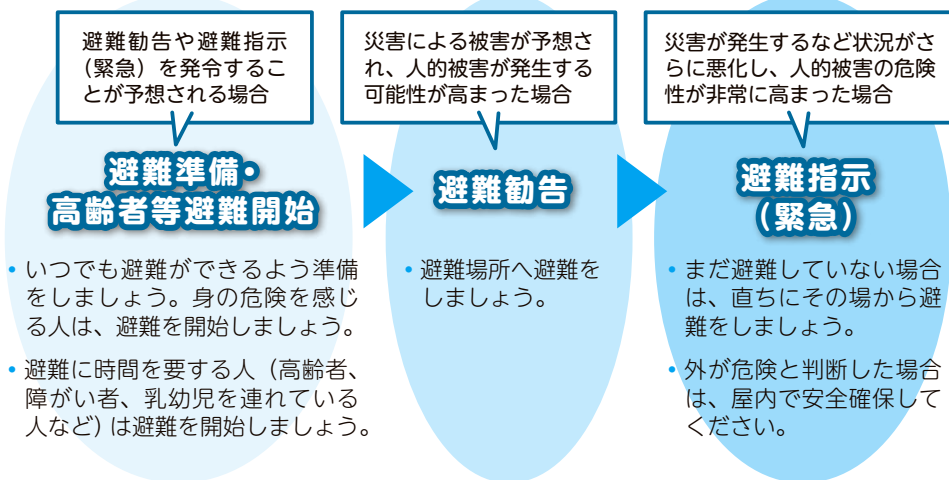 避難勧告や避難指示
（緊急）を発令するこ
とが予想される場合
避難準備・
高齢者等避難開始
・いつでも避難ができるよう準備
をしましょう。身の危険を感じ
る人は、避難を開始しましょう。
・避難に時間を要する人（高齢者、
障がい者、乳幼児を連れている
人など）は避難を開始しましょう。
災害による被害が予想さ
れ、人的被害が発生する
可能性が高まった場合
避難勧告
・避難場所へ避難を
しましょう。
災害が発生するなど状況がさ
らに悪化し、人的被害の危険
性が非常に高まった場合
避難指示
（緊急）
・まだ避難していない場合
は、直ちにその場から避
難をしましょう。
・外が危険と判断した場合
は、屋内で安全確保して
ください。